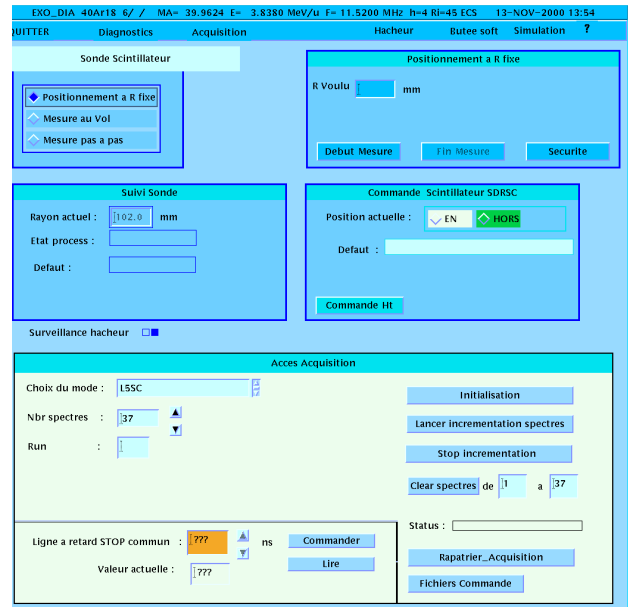 EXO_DIA 40Ar18 6/ / MA= 39.9624 E= 3.8380 MeV/u F= 11.5200 MHz h=4 Ri=45 ECS 13-NOV-2000 13:54
QUITTER Diagnostics Acquisition Hacheur Butee soft Simulation ?
Sonde Scintillateur
Positionnement a R fixe
Mesure au Vol
Mesure pas a pas
Positionnement a R fixe
R Voulu mm
Debut Mesure Fin Mesure Securite
Suivi Sonde
Rayon actuel : 102.0 mm
Etat process :
Defaut :
Commande Scintillateur SDRSC
Position actuelle : EN HORS
Defaut :
Commande Ht
Surveillance hacheur
Acces Acquisition
Choix du mode : L5SC
Nbr spectres : 37
Run :
Initialisation
Lancer incrementation spectres
Stop incrementation
Clear spectres de 1 a 37
Ligne a retard STOP commun : ??? ns Commander
Valeur actuelle : ??? Lire
Status :
Rapatrier_Acquisition
Fichiers Commande